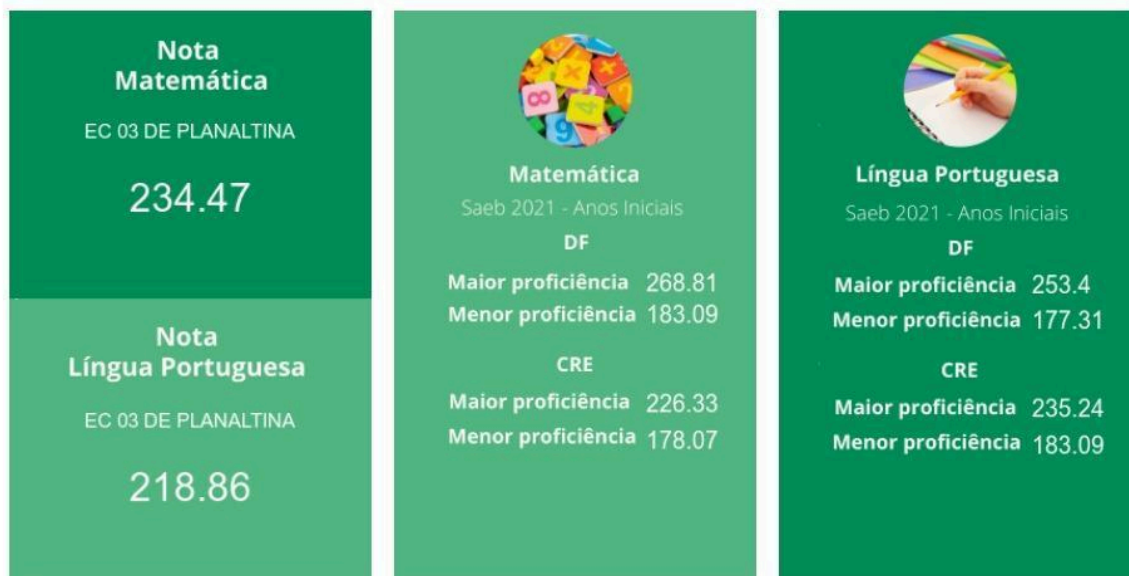 Nota
Matemática
EC 03 DE PLANALTINA
234.47
Nota
Língua Portuguesa
EC 03 DE PLANALTINA
218.86
Matemática
Saeb 2021 - Anos Iniciais
DF
Maior proficiência 268.81
Menor proficiência 183.09
CRE
Maior proficiência 226.33
Menor proficiência 178.07
Língua Portuguesa
Saeb 2021 - Anos Iniciais
DF
Maior proficiência 253.4
Menor proficiência 177.31
CRE
Maior proficiência 235.24
Menor proficiência 183.09